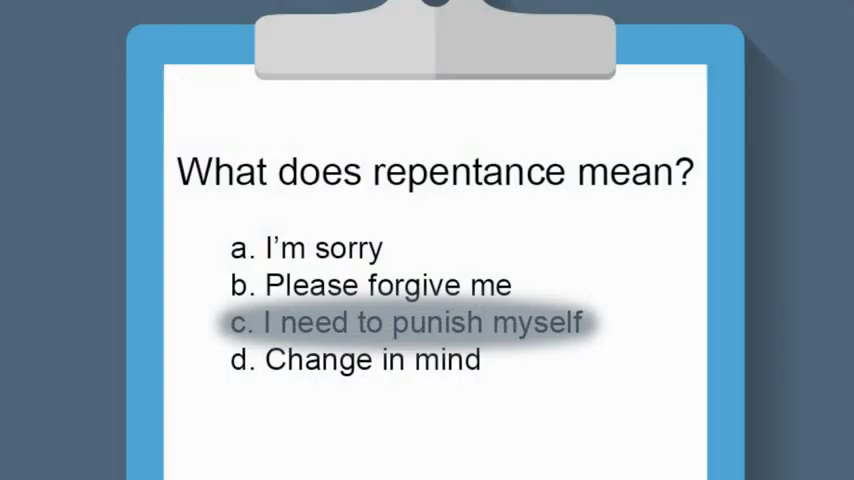 What does repentance mean?
a. I'm sorry
b. Please forgive me
c. I need to punish myself
d. Change in mind